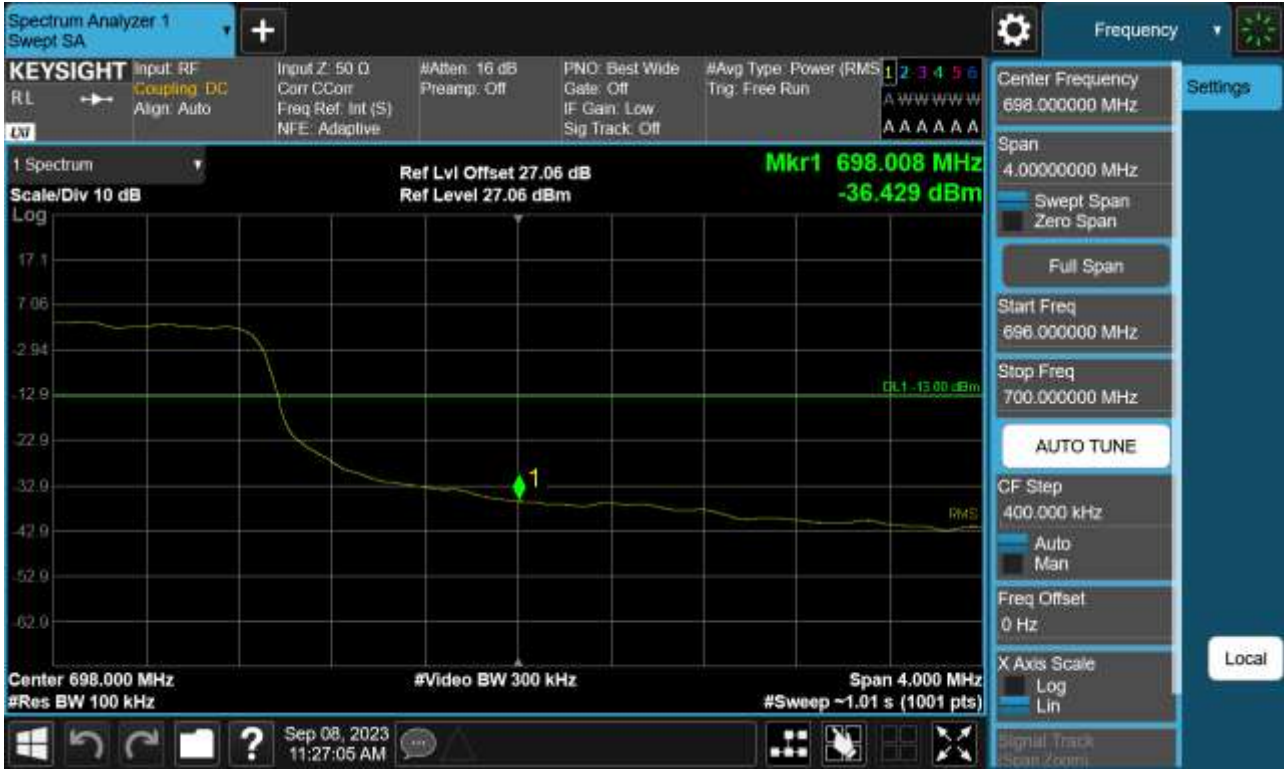 Spectrum Analyzer 1
Swept SA
+
Frequency
KEYSIGHT
RL
LXI
Input: RF
Coupling: DC
Align: Auto
Input Z: 50 Ω
Corr CCorr
Freq Ref: Int (S)
NFE: Adaptive
#Atten: 16 dB
Preamp: Off
PNO: Best Wide
Gate: Off
IF Gain: Low
Sig Track: Off
#Avg Type: Power (RMS
Trig: Free Run
1 2 3 4 5 6
A W W W W W
A A A A A A
1 Spectrum
Scale/Div 10 dB
Log
Ref Lvl Offset 27.06 dB
Ref Level 27.06 dBm
Mkr1 698.008 MHz
-36.429 dBm
17.1
7.06
-2.94
-12.9
-22.9
-32.9
-42.9
-52.9
-62.9
DL1 -13.00 dBm
1
RMS
Center 698.000 MHz
#Res BW 100 kHz
#Video BW 300 kHz
Span 4.000 MHz
#Sweep ~1.01 s (1001 pts)
Center Frequency
698.000000 MHz
Span
4.00000000 MHz
Swept Span
Zero Span
Full Span
Start Freq
696.000000 MHz
Stop Freq
700.000000 MHz
AUTO TUNE
CF Step
400.000 kHz
Auto
Man
Freq Offset
0 Hz
X Axis Scale
Log
Lin
Signal Track
(Span Zoom)
Settings
Local
?
Sep 08, 2023
11:27:05 AM